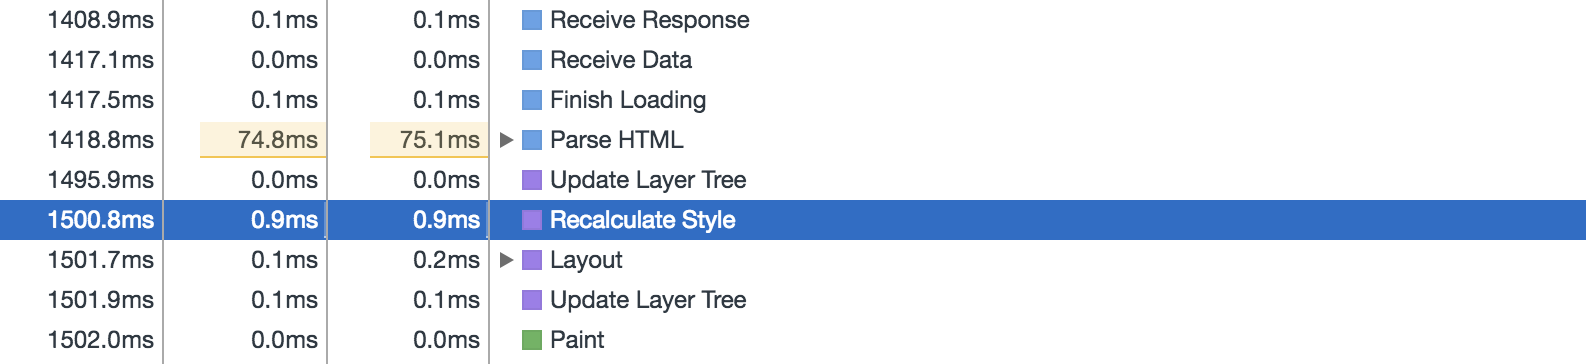 1408.9ms 0.1ms 0.1ms Receive Response
1417.1ms 0.0ms 0.0ms Receive Data
1417.5ms 0.1ms 0.1ms Finish Loading
1418.8ms 74.8ms 75.1ms Parse HTML
1495.9ms 0.0ms 0.0ms Update Layer Tree
1500.8ms 0.9ms 0.9ms Recalculate Style
1501.7ms 0.1ms 0.2ms Layout
1501.9ms 0.1ms 0.1ms Update Layer Tree
1502.0ms 0.0ms 0.0ms Paint